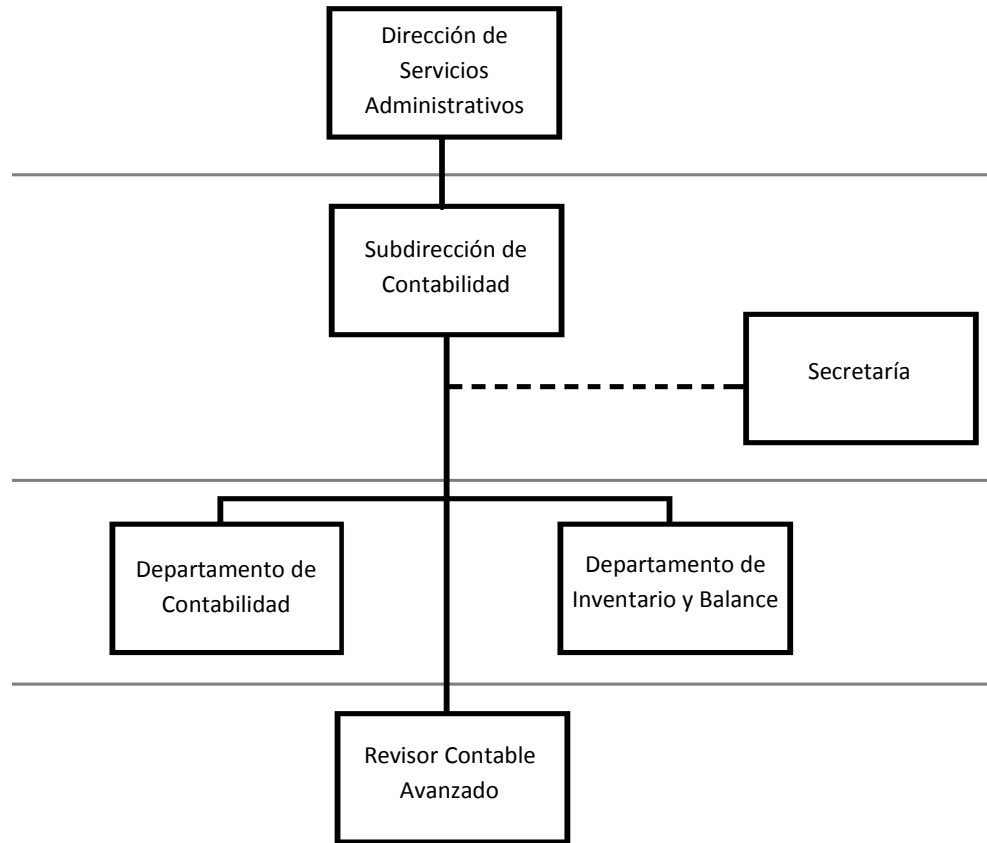 Dirección de
Servicios
Administrativos
Subdirección de
Contabilidad
Secretaría
Departamento de
Contabilidad
Departamento de
Inventario y Balance
Revisor Contable
Avanzado